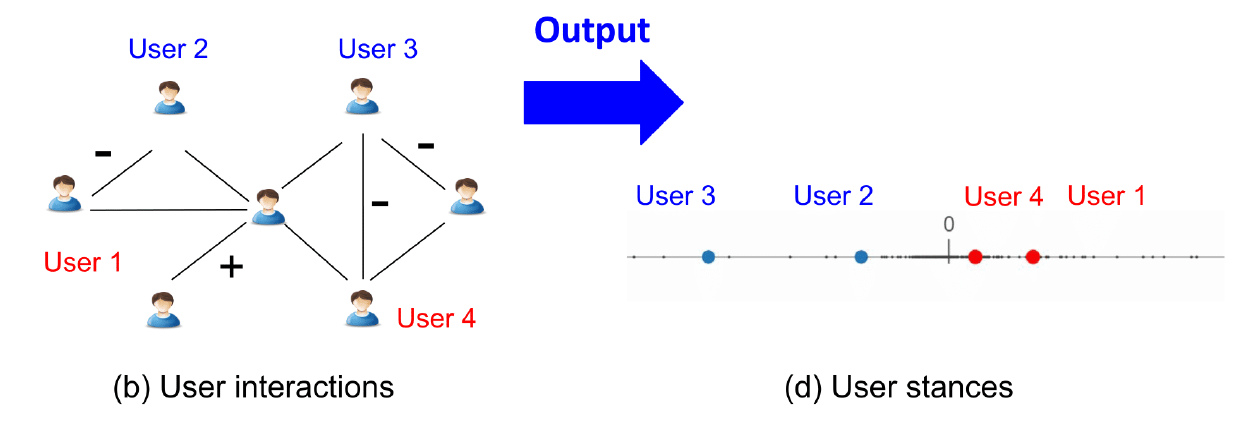 Output
User 2
User 3
-
-
-
+
User 1
User 4
User 3
User 2
User 4
User 1
0
(b) User interactions
(d) User stances